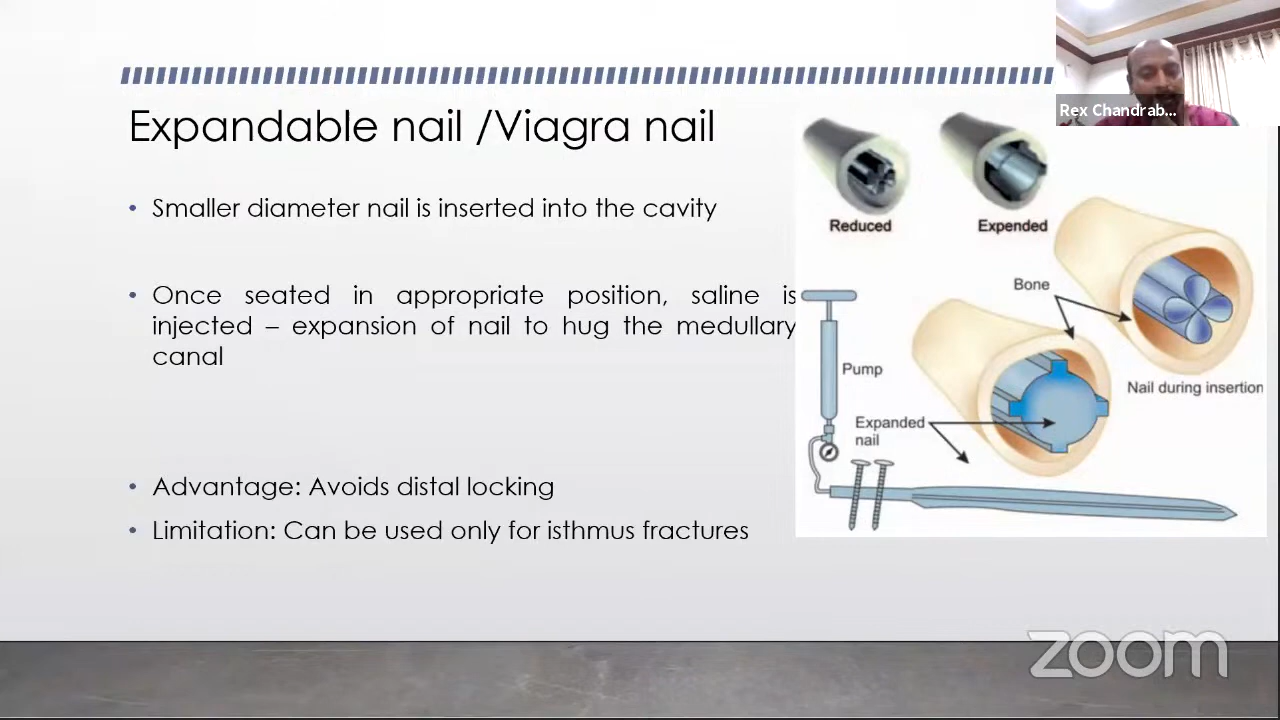 Rex Chandrab...
Expandable nail /Viagra nail
• Smaller diameter nail is inserted into the cavity
• Once seated in appropriate position, saline is
injected – expansion of nail to hug the medullary
canal
• Advantage: Avoids distal locking
• Limitation: Can be used only for isthmus fractures
Reduced
Expended
Bone
Nail during insertion
Pump
Expanded
nail
zoom